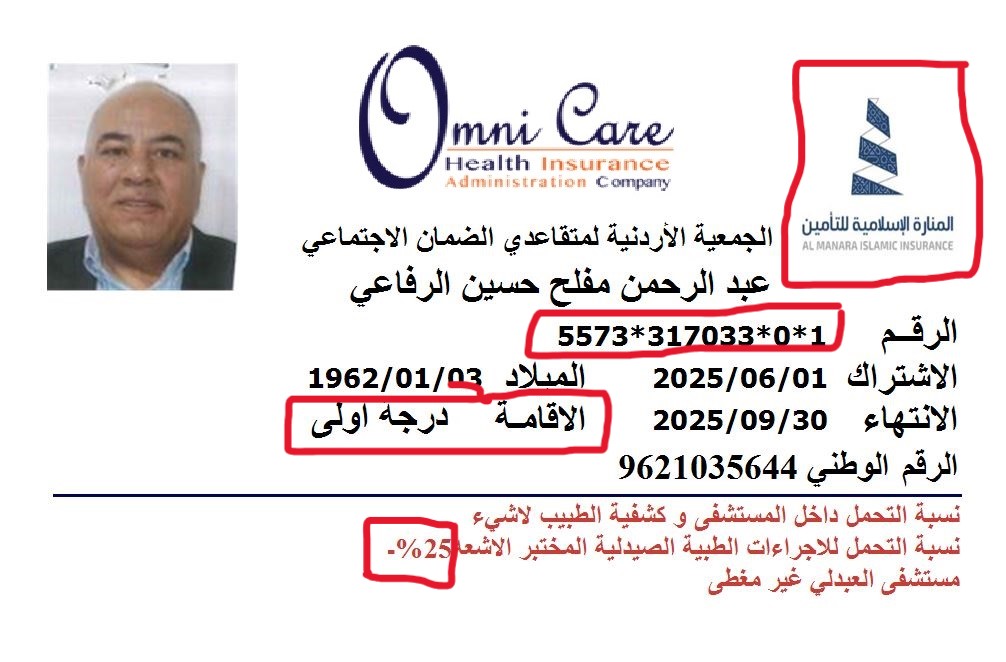 Omni Care
Health Insurance
Administration Company
المنارة الإسلامية للتأمين
AL MANARA ISLAMIC INSURANCE
الجمعية الأردنية لمتقاعدي الضمان الاجتماعي
عبد الرحمن مفلح حسين الرفاعي
الرقــم 5573*317033*0*1
الاشتراك 2025/06/01 الميلاد 1962/01/03
الانتهاء 2025/09/30 الاقامـة درجة اولى
الرقم الوطني 9621035644
نسبة التحمل داخل المستشفى و كشفية الطبيب لاشيء
نسبة التحمل للاجراءات الطبية الصيدلية المختبر الاشعة25%-
مستشفى العبدلي غير مغطى